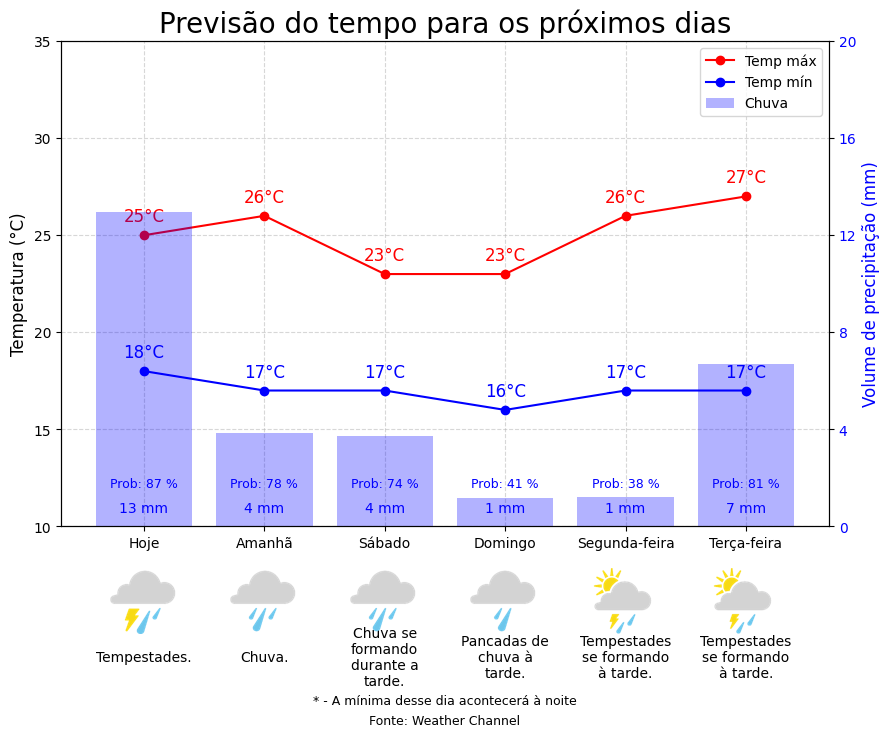 Previsão do tempo para os próximos dias
35
30
25
20
15
10
Temperatura (°C)
20
16
12
8
4
0
Volume de precipitação (mm)
Temp máx
Temp mín
Chuva
25°C
26°C
23°C
23°C
26°C
27°C
18°C
17°C
17°C
16°C
17°C
17°C
Prob: 87 %
Prob: 78 %
Prob: 74 %
Prob: 41 %
Prob: 38 %
Prob: 81 %
13 mm
4 mm
4 mm
1 mm
1 mm
7 mm
Hoje
Amanhã
Sábado
Domingo
Segunda-feira
Terça-feira
Tempestades.
Chuva.
Chuva se
formando
durante a
tarde.
Pancadas de
chuva à
tarde.
Tempestades
se formando
à tarde.
Tempestades
se formando
à tarde.
* - A mínima desse dia acontecerá à noite
Fonte: Weather Channel